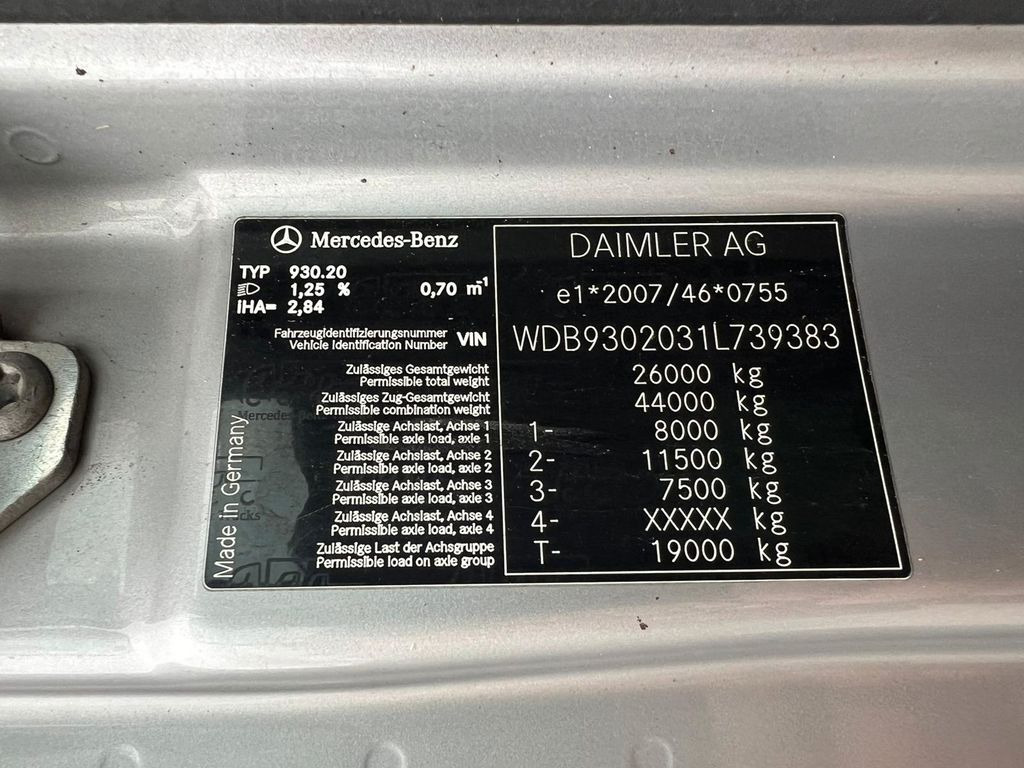 Mercedes-Benz
TYP 930.20
1,25 % 0,70 m-1
iHA= 2,84
Fahrzeugidentifizierungsnummer
Vehicle Identification Number VIN
Zulässiges Gesamtgewicht
Permissible total weight
Zulässiges Zug-Gesamtgewicht
Permissible combination weight
Zulässige Achslast, Achse 1
Permissible axle load, axle 1
Zulässige Achslast, Achse 2
Permissible axle load, axle 2
Zulässige Achslast, Achse 3
Permissible axle load, axle 3
Zulässige Achslast, Achse 4
Permissible axle load, axle 4
Zulässige Last der Achsgruppe
Permissible load on axle group
Made in Germany
DAIMLER AG
e1*2007/46*0755
WDB9302031L739383
26000 kg
44000 kg
1- 8000 kg
2- 11500 kg
3- 7500 kg
4- XXXXX kg
T- 19000 kg